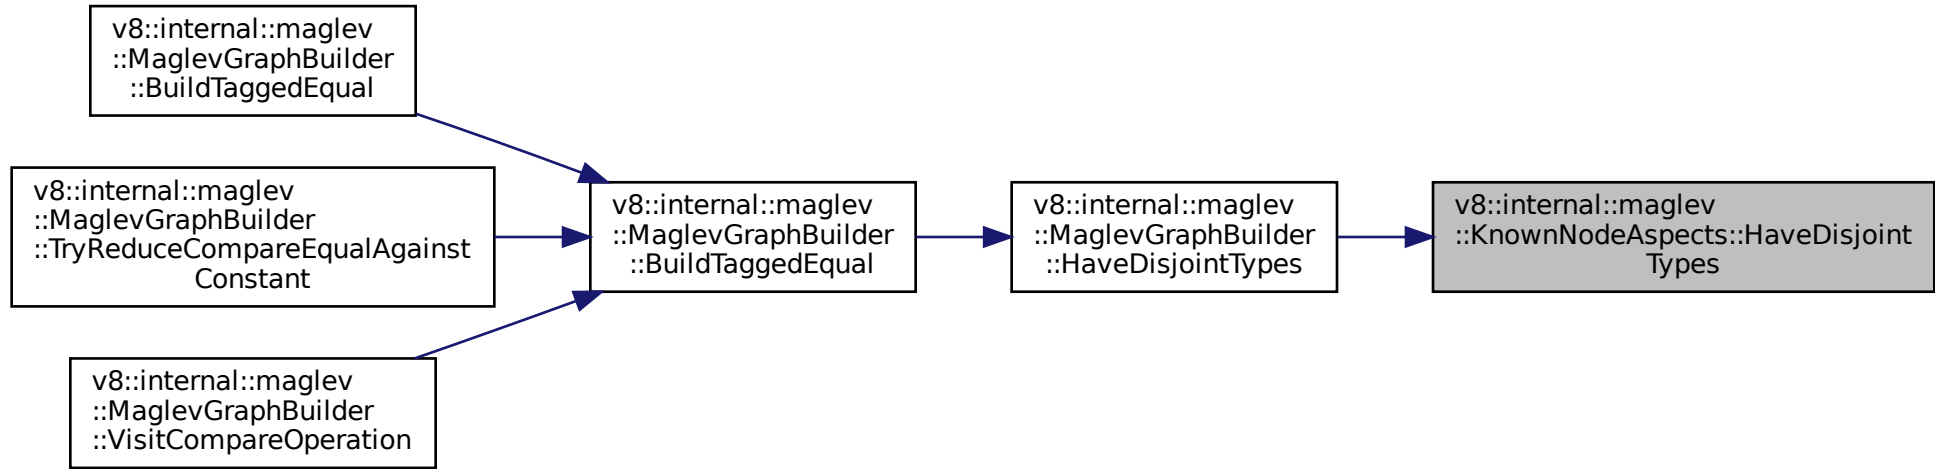 v8::internal::maglev
::MaglevGraphBuilder
::BuildTaggedEqual
v8::internal::maglev
::MaglevGraphBuilder
::TryReduceCompareEqualAgainst
Constant
v8::internal::maglev
::MaglevGraphBuilder
::VisitCompareOperation
v8::internal::maglev
::MaglevGraphBuilder
::BuildTaggedEqual
v8::internal::maglev
::MaglevGraphBuilder
::HaveDisjointTypes
v8::internal::maglev
::KnownNodeAspects::HaveDisjoint
Types